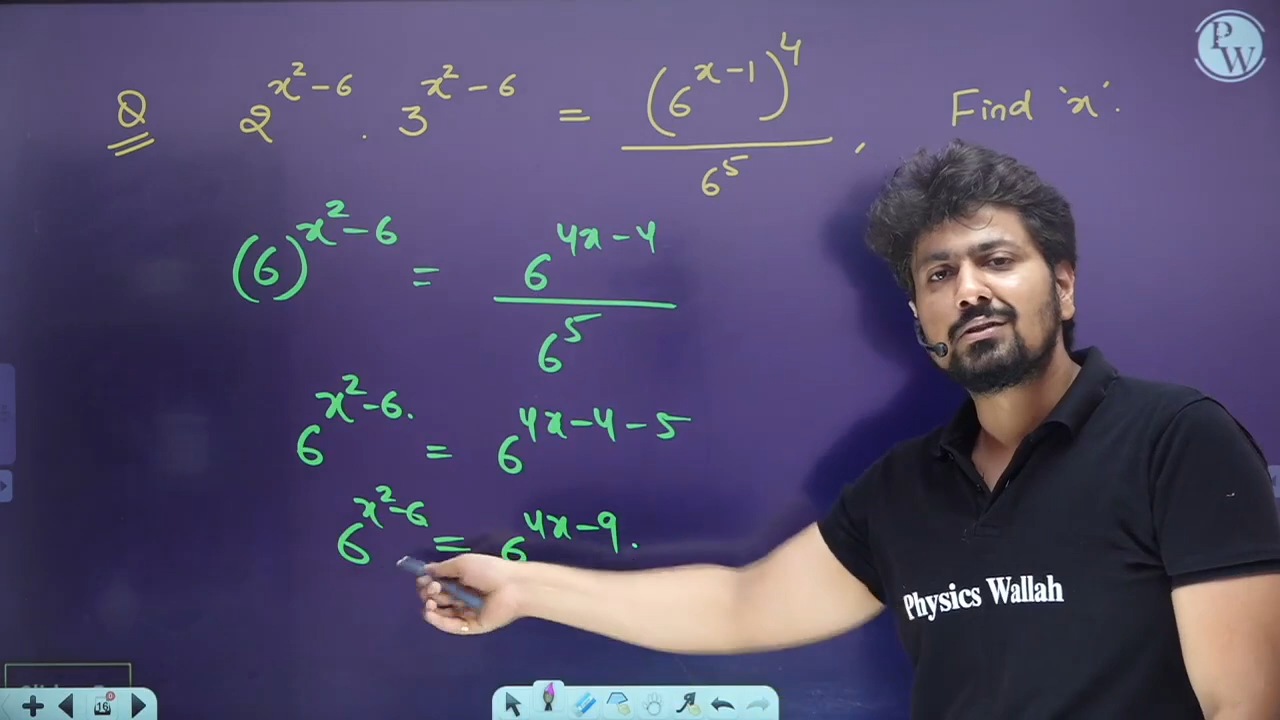 PW
Q 2^{x²-6} . 3^{x²-6} = (6^{x-1})^4 / 6^5 , Find 'x'.
(6)^{x²-6} = 6^{4x-4} / 6^5
6^{x²-6}. = 6^{4x-4-5}
6^{x²-6} = 6^{4x-9}.
Physics Wallah
16